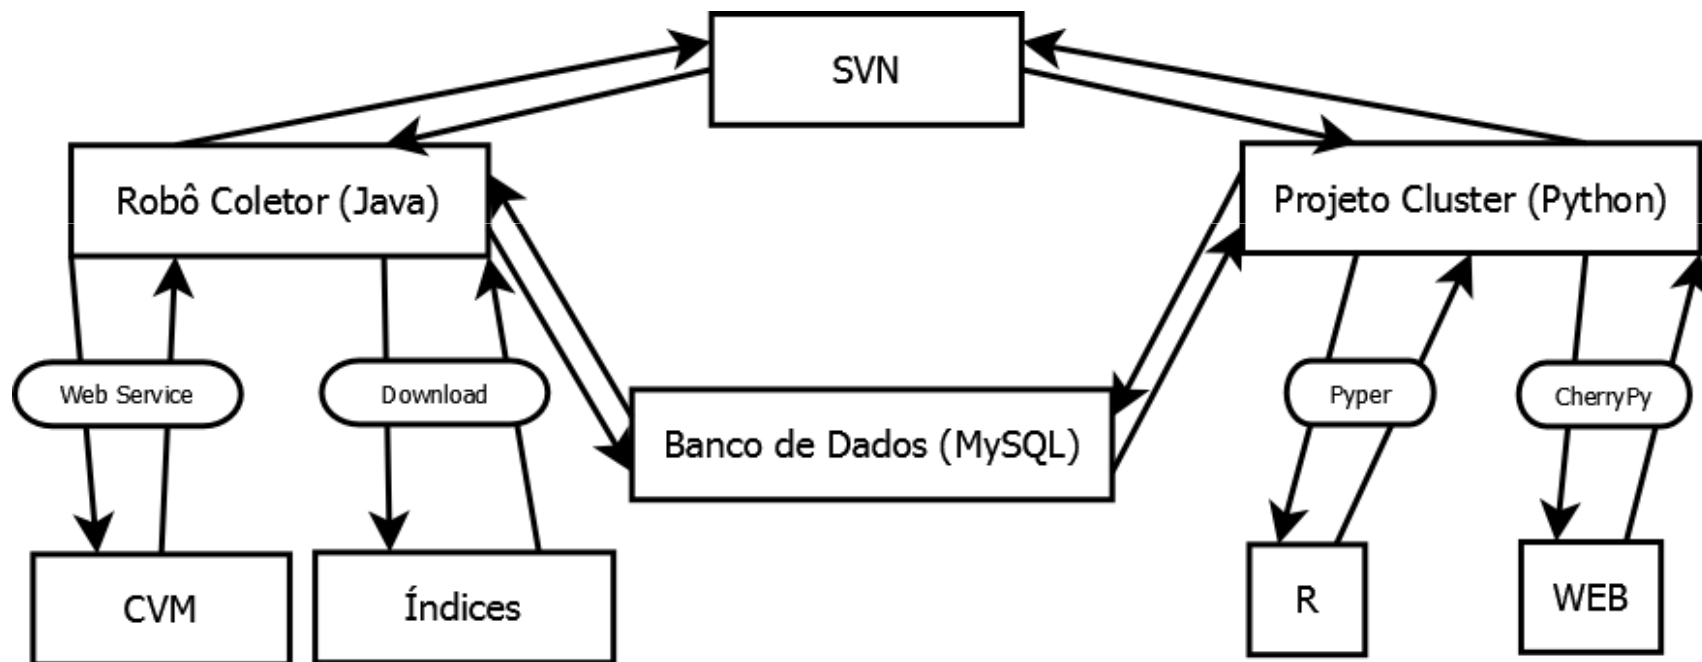 SVN
Robô Coletor (Java)
Projeto Cluster (Python)
Web Service
Download
Pyper
CherryPy
Banco de Dados (MySQL)
CVM
Índices
R
WEB